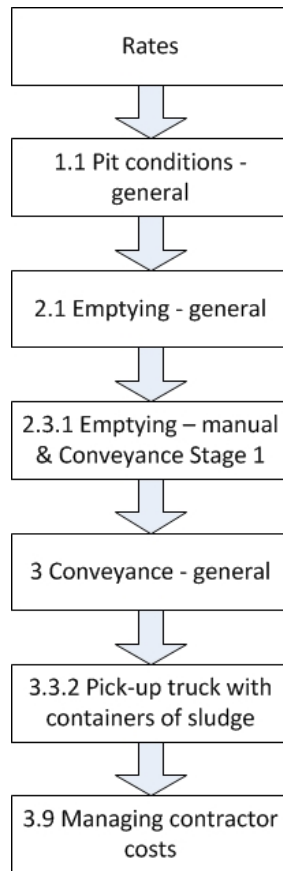 Rates
1.1 Pit conditions -
general
2.1 Emptying - general
2.3.1 Emptying – manual
& Conveyance Stage 1
3 Conveyance - general
3.3.2 Pick-up truck with
containers of sludge
3.9 Managing contractor
costs